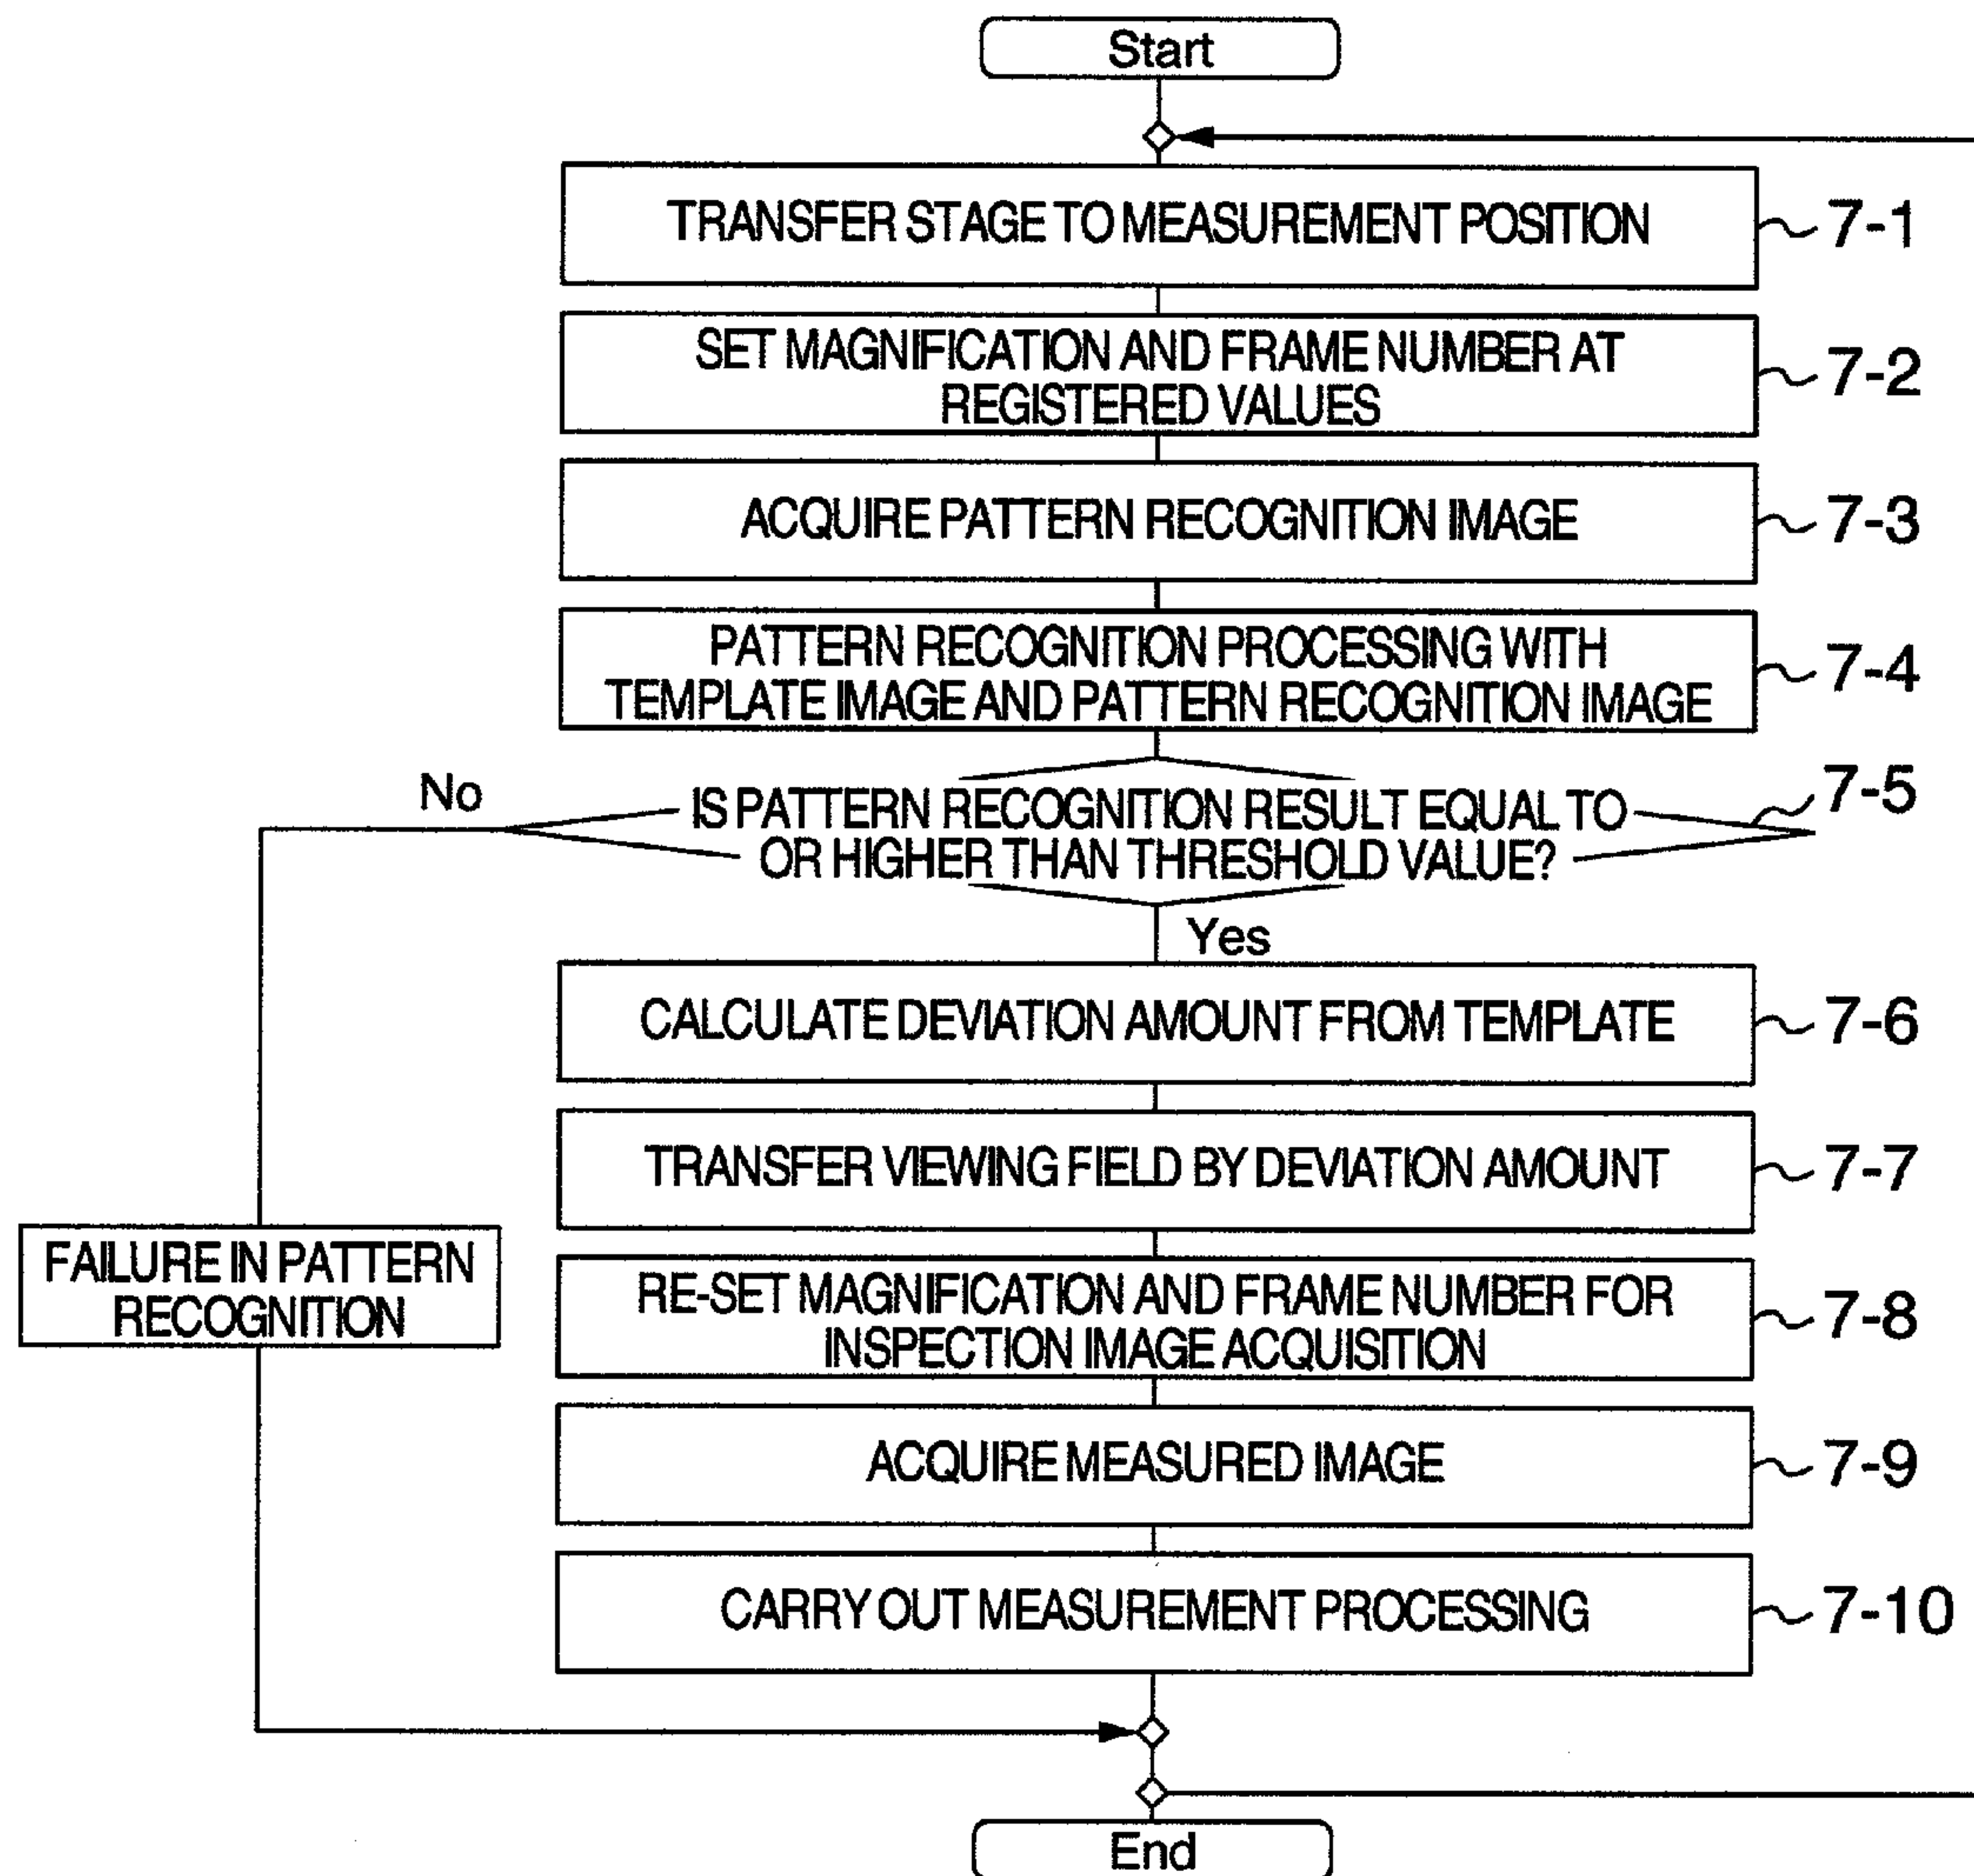 Start
TRANSFER STAGE TO MEASUREMENT POSITION
7-1
SET MAGNIFICATION AND FRAME NUMBER AT
REGISTERED VALUES
7-2
ACQUIRE PATTERN RECOGNITION IMAGE
7-3
PATTERN RECOGNITION PROCESSING WITH
TEMPLATE IMAGE AND PATTERN RECOGNITION IMAGE
7-4
No
IS PATTERN RECOGNITION RESULT EQUAL TO
OR HIGHER THAN THRESHOLD VALUE?
7-5
Yes
CALCULATE DEVIATION AMOUNT FROM TEMPLATE
7-6
TRANSFER VIEWING FIELD BY DEVIATION AMOUNT
7-7
FAILURE IN PATTERN
RECOGNITION
RE-SET MAGNIFICATION AND FRAME NUMBER FOR
INSPECTION IMAGE ACQUISITION
7-8
ACQUIRE MEASURED IMAGE
7-9
CARRY OUT MEASUREMENT PROCESSING
7-10
End